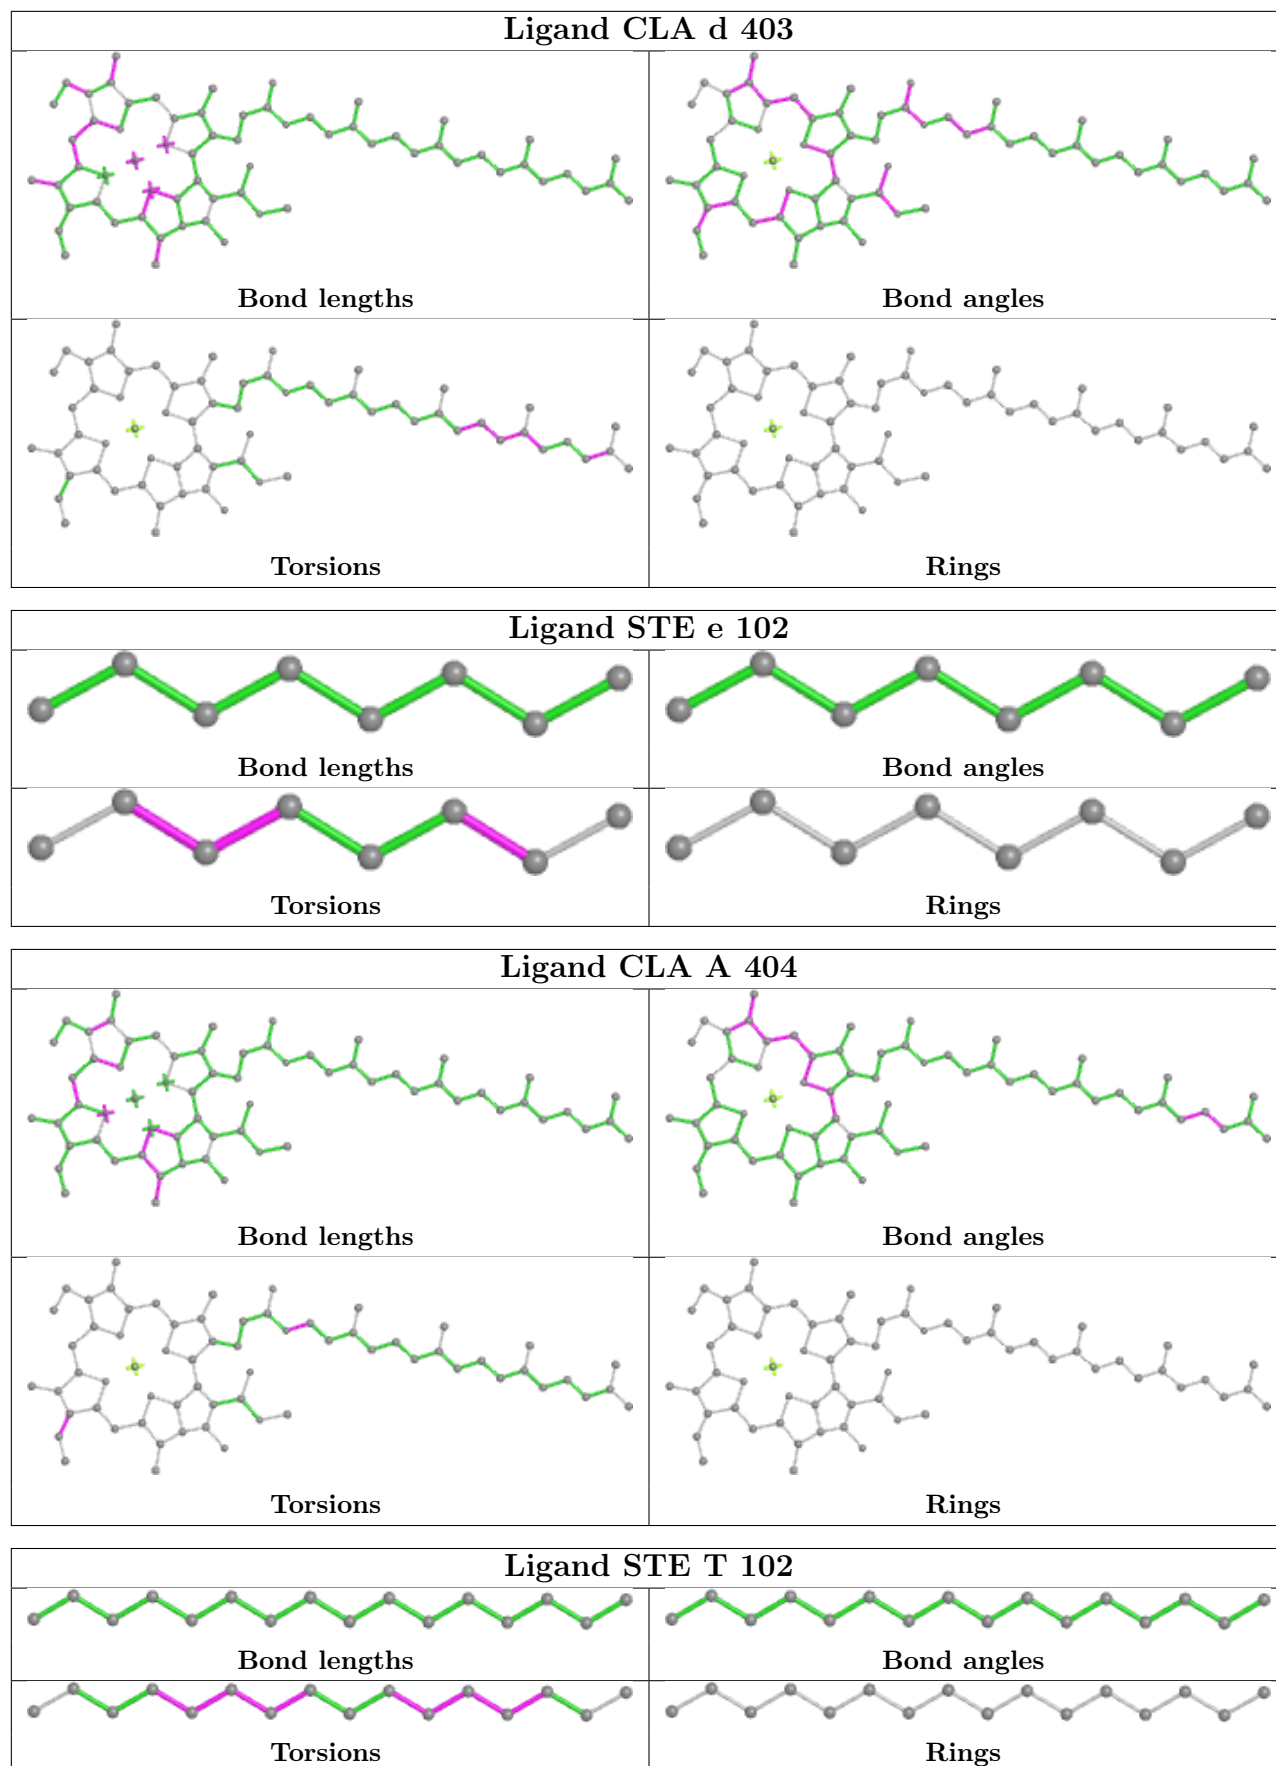 Ligand CLA d 403
Bond lengths
Bond angles
Torsions
Rings
Ligand STE e 102
Bond lengths
Bond angles
Torsions
Rings
Ligand CLA A 404
Bond lengths
Bond angles
Torsions
Rings
Ligand STE T 102
Bond lengths
Bond angles
Torsions
Rings